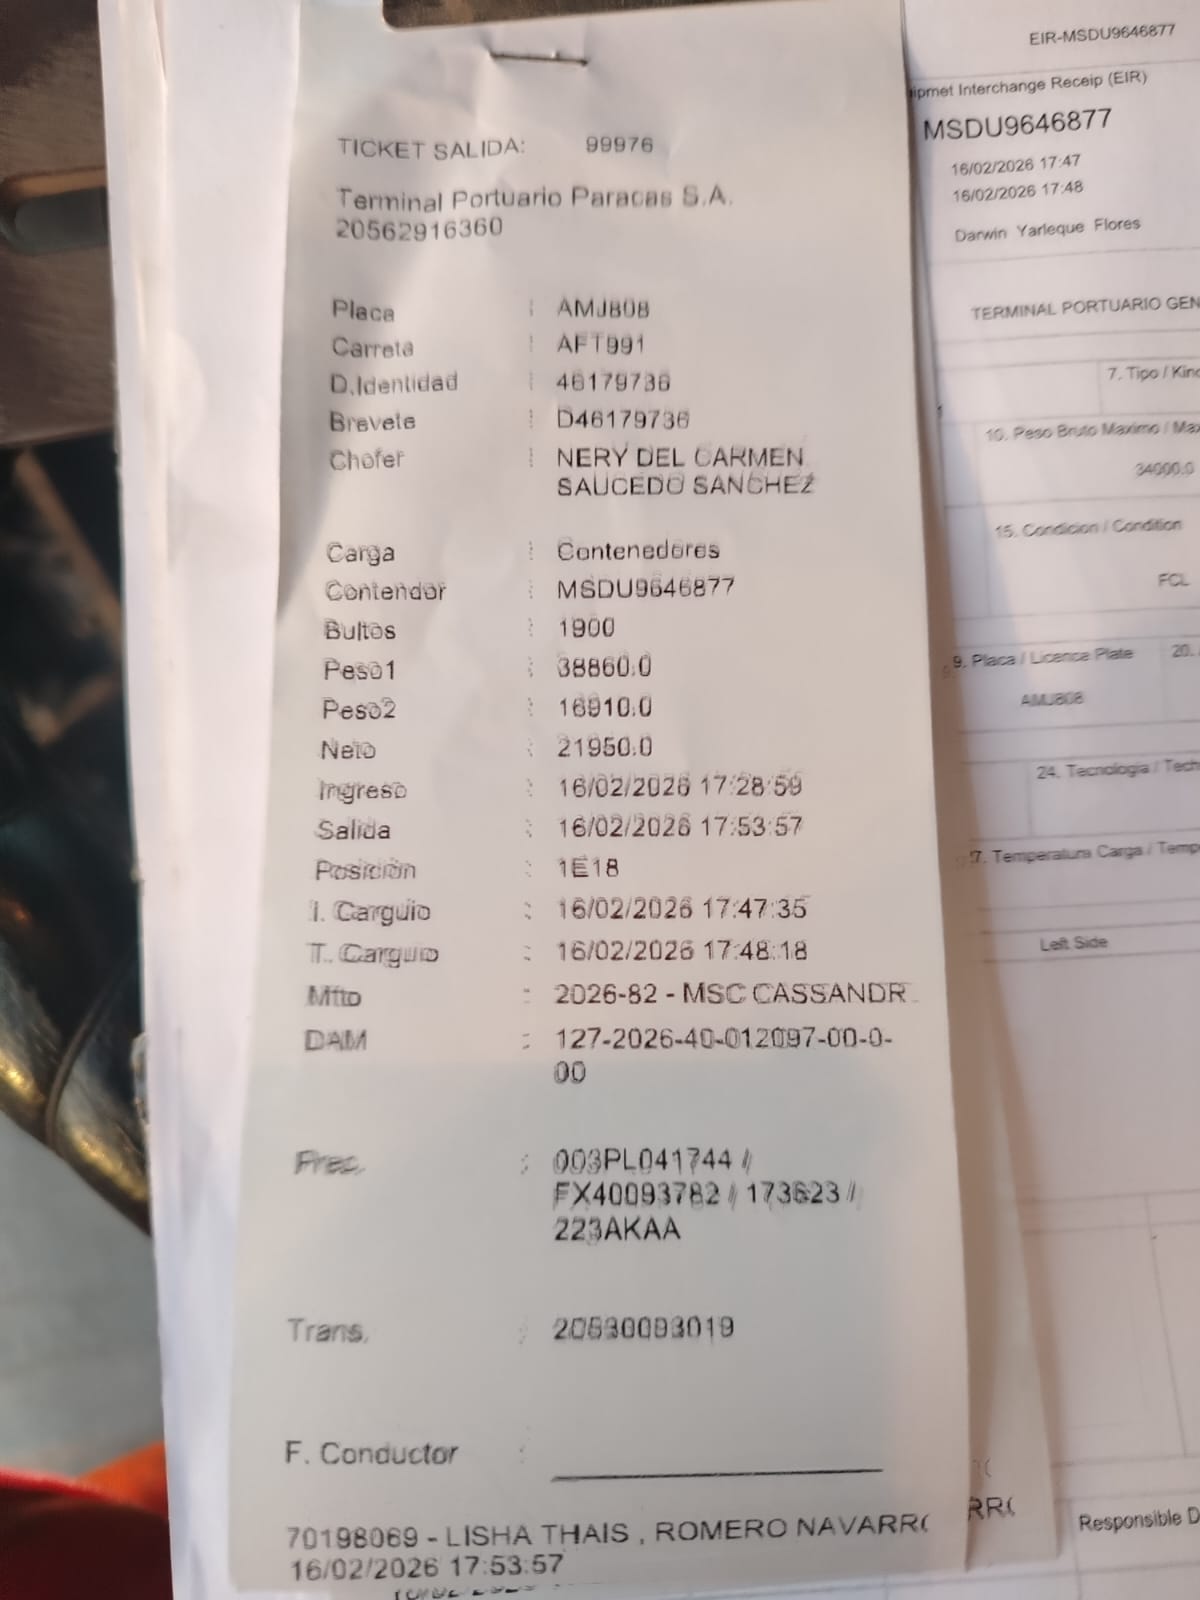 TICKET SALIDA: 99976
Terminal Portuario Paracas S.A.
20562916360
Placa : AMJ808
Carreta : AFT991
D.Identidad : 46179736
Brevete : D46179736
Chofer : NERY DEL CARMEN
SAUCEDO SANCHEZ
Carga : Contenedores
Contendor : MSDU9646877
Bultos : 1900
Peso1 : 38860.0
Peso2 : 16910.0
Neto : 21950.0
Ingreso : 16/02/2026 17:28:59
Salida : 16/02/2026 17:53:57
Posición : 1E18
I. Carguio : 16/02/2026 17:47:35
T. Carguio : 16/02/2026 17:48:18
Mfto : 2026-82 - MSC CASSANDR
DAM : 127-2026-40-012097-00-0-
00
Prec. : 003PL041744 //
FX40093782 // 173623 //
223AKAA
Trans. : 20530093019
F. Conductor :
70198069 - LISHA THAIS , ROMERO NAVARR
16/02/2026 17:53:57
EIR-MSDU9646877
Interchange Receip (EIR)
MSDU9646877
16/02/2026 17:47
16/02/2026 17:48
Darwin Yarleque Flores
TERMINAL PORTUARIO GEN
7. Tipo / Kind
10. Peso Bruto Maximo / Max
34000.0
15. Condicion / Condition
FCL
9. Placa / Licence Plate
20.
AMJ808
24. Tecnologia / Tech
7. Temperatura Carga / Temp
Left Side
Responsible D